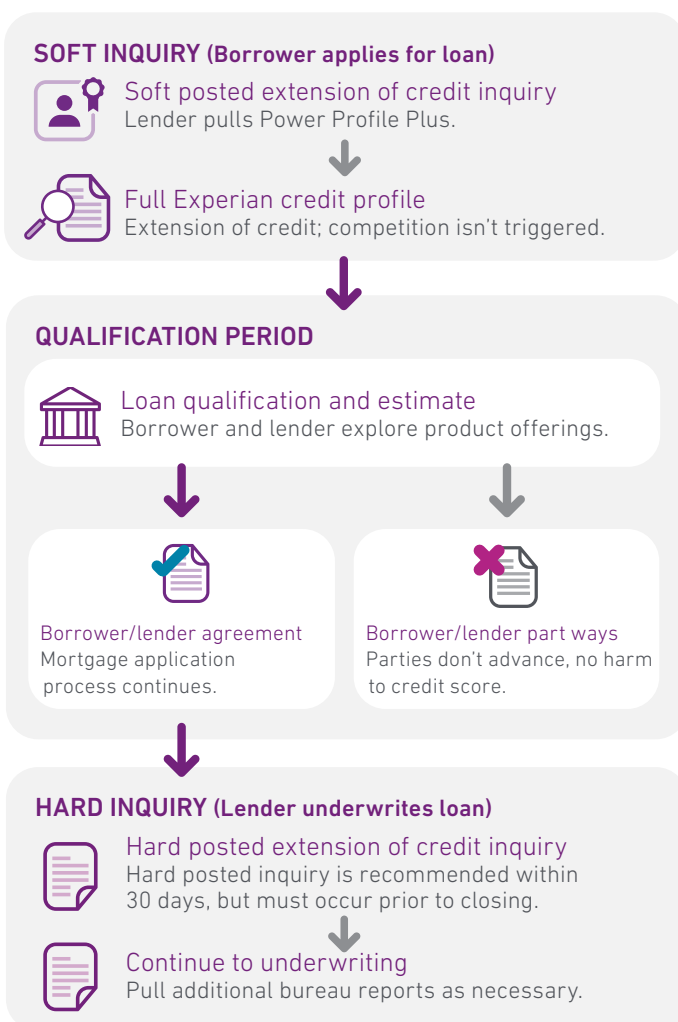 SOFT INQUIRY (Borrower applies for loan)
Soft posted extension of credit inquiry
Lender pulls Power Profile Plus.
Full Experian credit profile
Extension of credit; competition isn't triggered.
QUALIFICATION PERIOD
Loan qualification and estimate
Borrower and lender explore product offerings.
Borrower/lender agreement
Mortgage application
process continues.
Borrower/lender part ways
Parties don't advance, no harm
to credit score.
HARD INQUIRY (Lender underwrites loan)
Hard posted extension of credit inquiry
Hard posted inquiry is recommended within
30 days, but must occur prior to closing.
Continue to underwriting
Pull additional bureau reports as necessary.